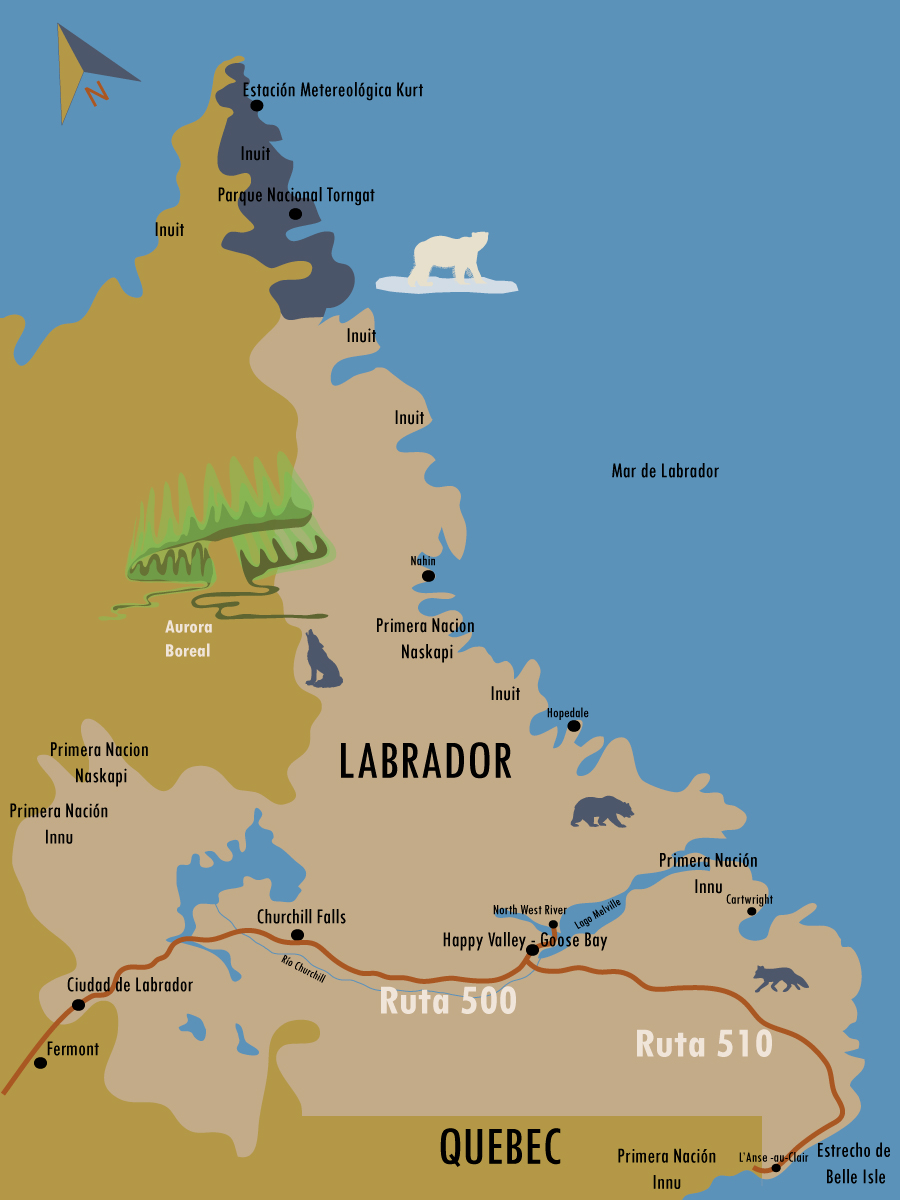 N
Estación Metereológica Kurt
Inuit
Parque Nacional Torngat
Inuit
Inuit
Inuit
Mar de Labrador
Nahin
Primera Nacion
Naskapi
Aurora
Boreal
Inuit
Hopedale
LABRADOR
Primera Nacion
Naskapi
Primera Nación
Innu
Primera Nación
Innu
Cartwright
North West River
Lago Melville
Churchill Falls
Happy Valley - Goose Bay
Río Churchill
Ciudad de Labrador
Ruta 500
Ruta 510
Fermont
QUEBEC
Primera Nación
Innu
L'Anse -au-Clair
Estrecho de
Belle Isle